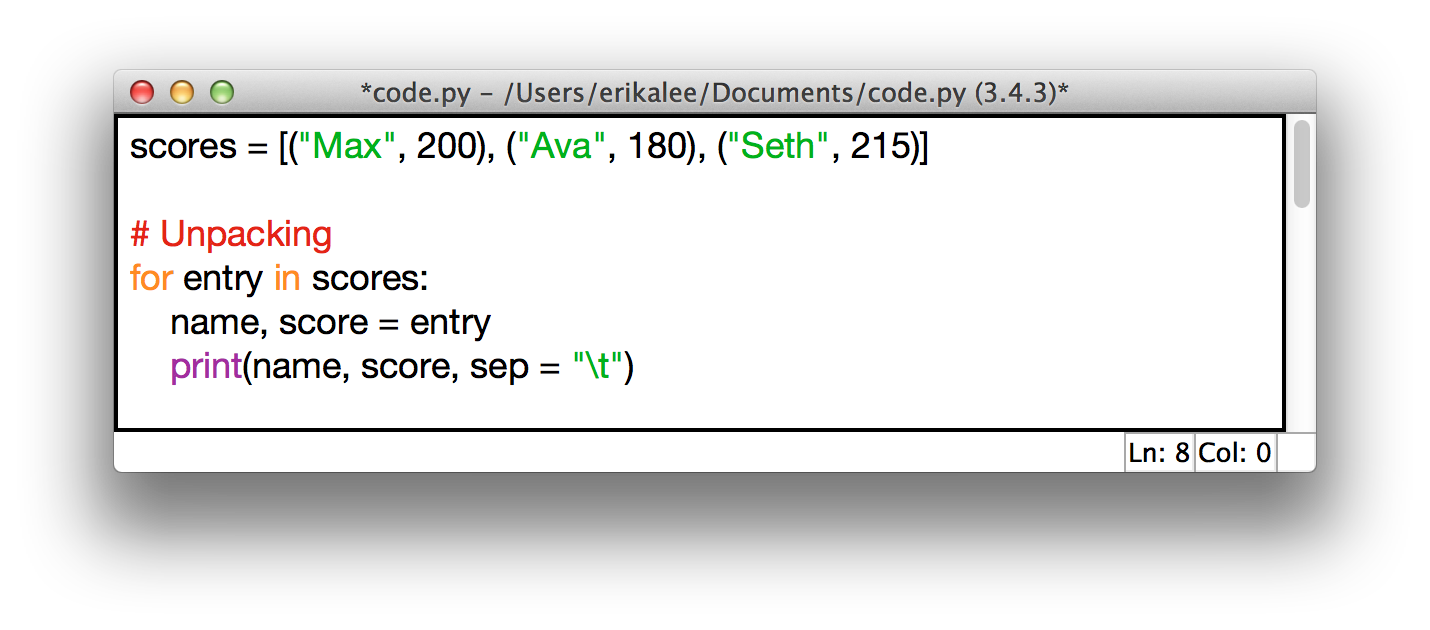 *code.py – /Users/erikalee/Documents/code.py (3.4.3)*
scores = [("Max", 200), ("Ava", 180), ("Seth", 215)]
# Unpacking
for entry in scores:
    name, score = entry
    print(name, score, sep = "\t")
Ln: 8 Col: 0